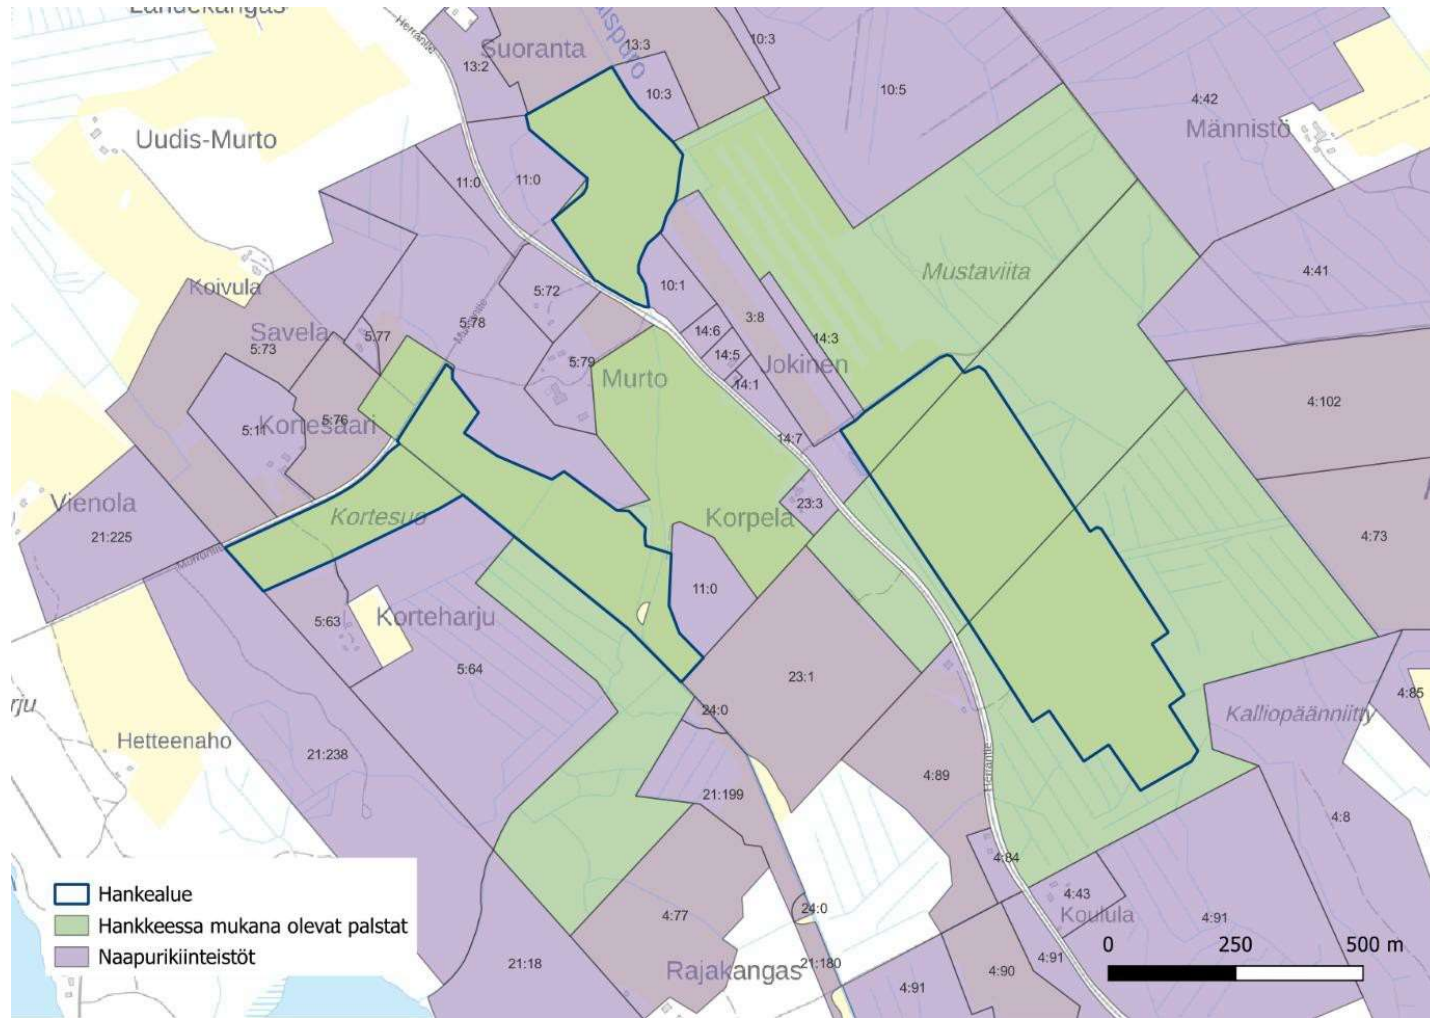 Lahdekangas
Herrantie
Suoranta
13:3
10:3
13:2
10:3
10:5
4:42
Männistö
Uudis-Murto
11:0
11:0
4:41
Mustaviita
Koivula
5:72
10:1
Savela
5:73
5:77
5:78
3:8
14:6
14:3
14:5
5:79
Murto
Jokinen
14:1
4:102
5:76
5:11
Kortesaari
14:7
Vienola
23:3
Kortesuo
Korpela
21:225
4:73
Murrontie
11:0
5:63
Korteharju
5:64
23:1
4:85
rju
24:0
Kalliopäänniitty
Hetteenaho
21:238
Herrantie
4:89
21:199
4:8
4:84
Hankealue
4:43
24:0
Koulula
4:77
4:91
Hankkeessa mukana olevat palstat
0 250 500 m
Naapurikiinteistöt
21:18
Rajakangas
21:180
4:90
4:91
4:91